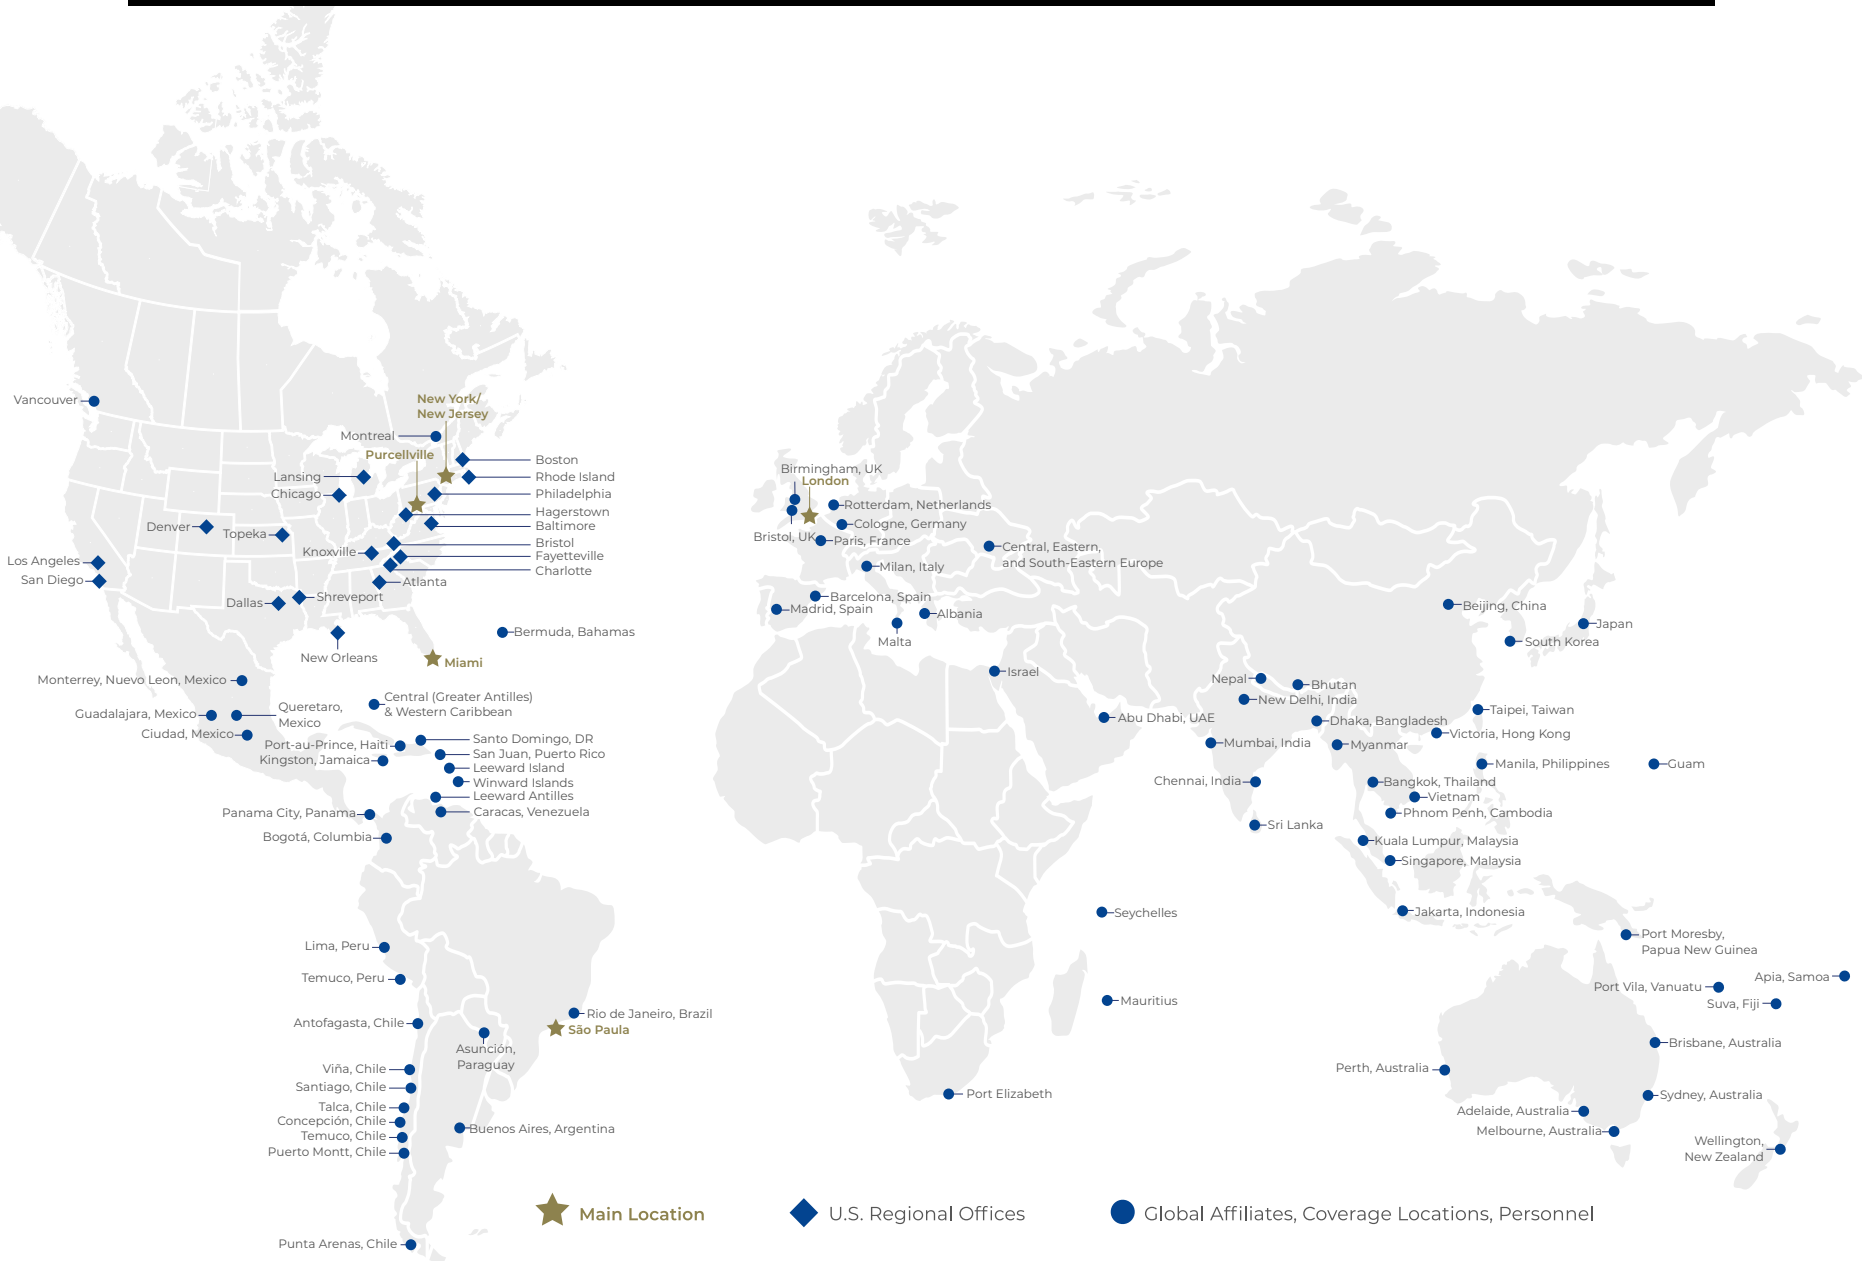 Vancouver
New York/
New Jersey
Montreal
Purcellville
Boston
Lansing
Rhode Island
Chicago
Philadelphia
Hagerstown
Denver
Baltimore
Topeka
Bristol
Knoxville
Fayetteville
Los Angeles
Charlotte
San Diego
Atlanta
Dallas
Shreveport
Bermuda, Bahamas
New Orleans
Miami
Monterrey, Nuevo Leon, Mexico
Central (Greater Antilles)
& Western Caribbean
Guadalajara, Mexico
Queretaro,
Mexico
Ciudad, Mexico
Santo Domingo, DR
Port-au-Prince, Haiti
San Juan, Puerto Rico
Kingston, Jamaica
Leeward Island
Winward Islands
Leeward Antilles
Panama City, Panama
Caracas, Venezuela
Bogotá, Columbia
Lima, Peru
Temuco, Peru
Rio de Janeiro, Brazil
São Paula
Antofagasta, Chile
Asunción,
Paraguay
Viña, Chile
Santiago, Chile
Talca, Chile
Concepción, Chile
Temuco, Chile
Buenos Aires, Argentina
Puerto Montt, Chile
Punta Arenas, Chile
Birmingham, UK
London
Rotterdam, Netherlands
Cologne, Germany
Bristol, UK
Paris, France
Central, Eastern,
and South-Eastern Europe
Milan, Italy
Barcelona, Spain
Madrid, Spain
Albania
Malta
Israel
Abu Dhabi, UAE
Seychelles
Mauritius
Port Elizabeth
Beijing, China
Japan
South Korea
Nepal
Bhutan
New Delhi, India
Taipei, Taiwan
Dhaka, Bangladesh
Victoria, Hong Kong
Mumbai, India
Myanmar
Manila, Philippines
Guam
Chennai, India
Bangkok, Thailand
Vietnam
Phnom Penh, Cambodia
Sri Lanka
Kuala Lumpur, Malaysia
Singapore, Malaysia
Jakarta, Indonesia
Port Moresby,
Papua New Guinea
Apia, Samoa
Port Vila, Vanuatu
Suva, Fiji
Brisbane, Australia
Perth, Australia
Sydney, Australia
Adelaide, Australia
Melbourne, Australia
Wellington,
New Zealand
Main Location
U.S. Regional Offices
Global Affiliates, Coverage Locations, Personnel